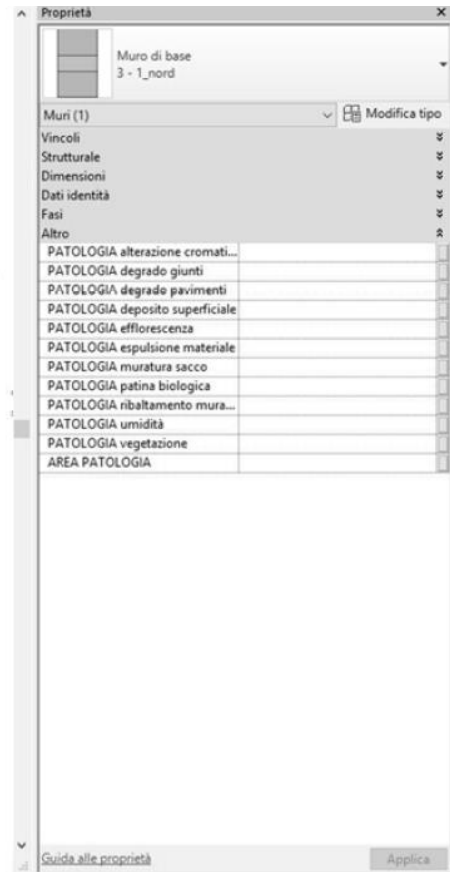 Proprietà
Muro di base
3 - 1_nord
Muri (1)
Modifica tipo
Vincoli
Strutturale
Dimensioni
Dati identità
Fasi
Altro
PATOLOGIA alterazione cromati...
PATOLOGIA degrado giunti
PATOLOGIA degrado pavimenti
PATOLOGIA deposito superficiale
PATOLOGIA efflorescenza
PATOLOGIA espulsione materiale
PATOLOGIA muratura sacco
PATOLOGIA patina biologica
PATOLOGIA ribaltamento mura...
PATOLOGIA umidità
PATOLOGIA vegetazione
AREA PATOLOGIA
Guida alle proprietà
Applica